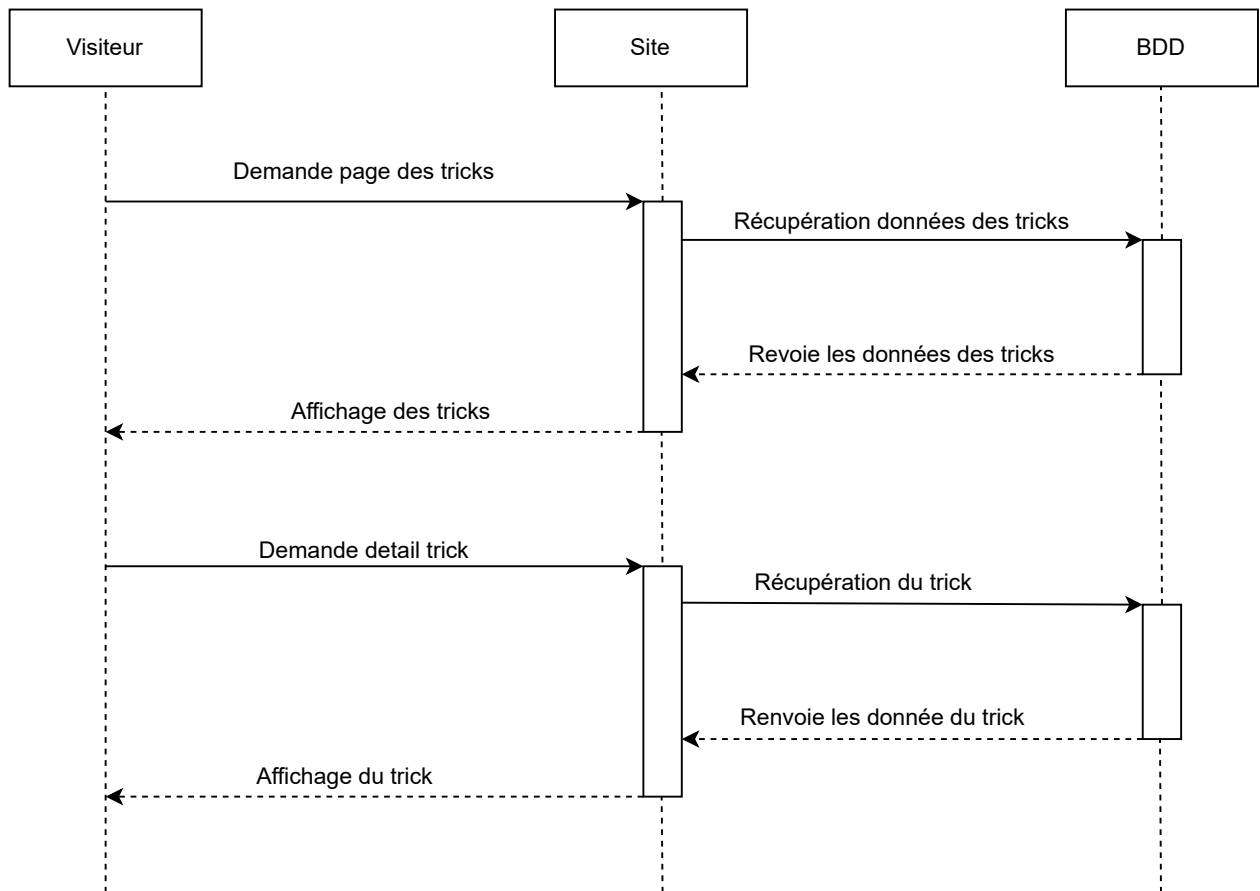 Visiteur
Site
BDD
Demande page des tricks
Récupération données des tricks
Revoie les données des tricks
Affichage des tricks
Demande detail trick
Récupération du trick
Renvoie les donnée du trick
Affichage du trick